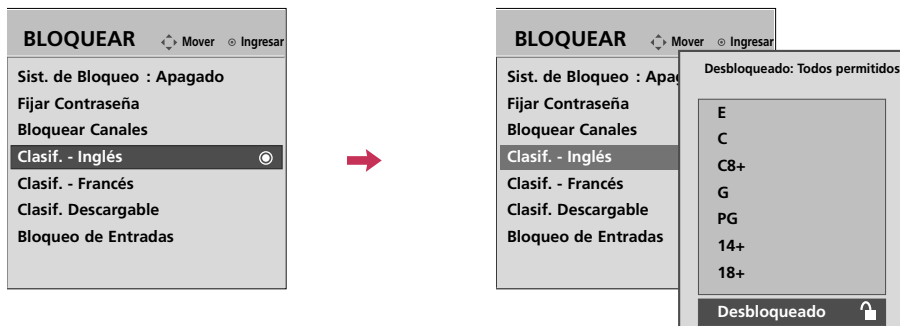 BLOQUEAR Mover Ingresar
Sist. de Bloqueo : Apagado
Fijar Contraseña
Bloquear Canales
Clasif. - Inglés
Clasif. - Francés
Clasif. Descargable
Bloqueo de Entradas
BLOQUEAR Mover Ingresar
Sist. de Bloqueo : Apa
Fijar Contraseña
Bloquear Canales
Clasif. - Inglés
Clasif. - Francés
Clasif. Descargable
Bloqueo de Entradas
Desbloqueado: Todos permitidos
E
C
C8+
G
PG
14+
18+
Desbloqueado